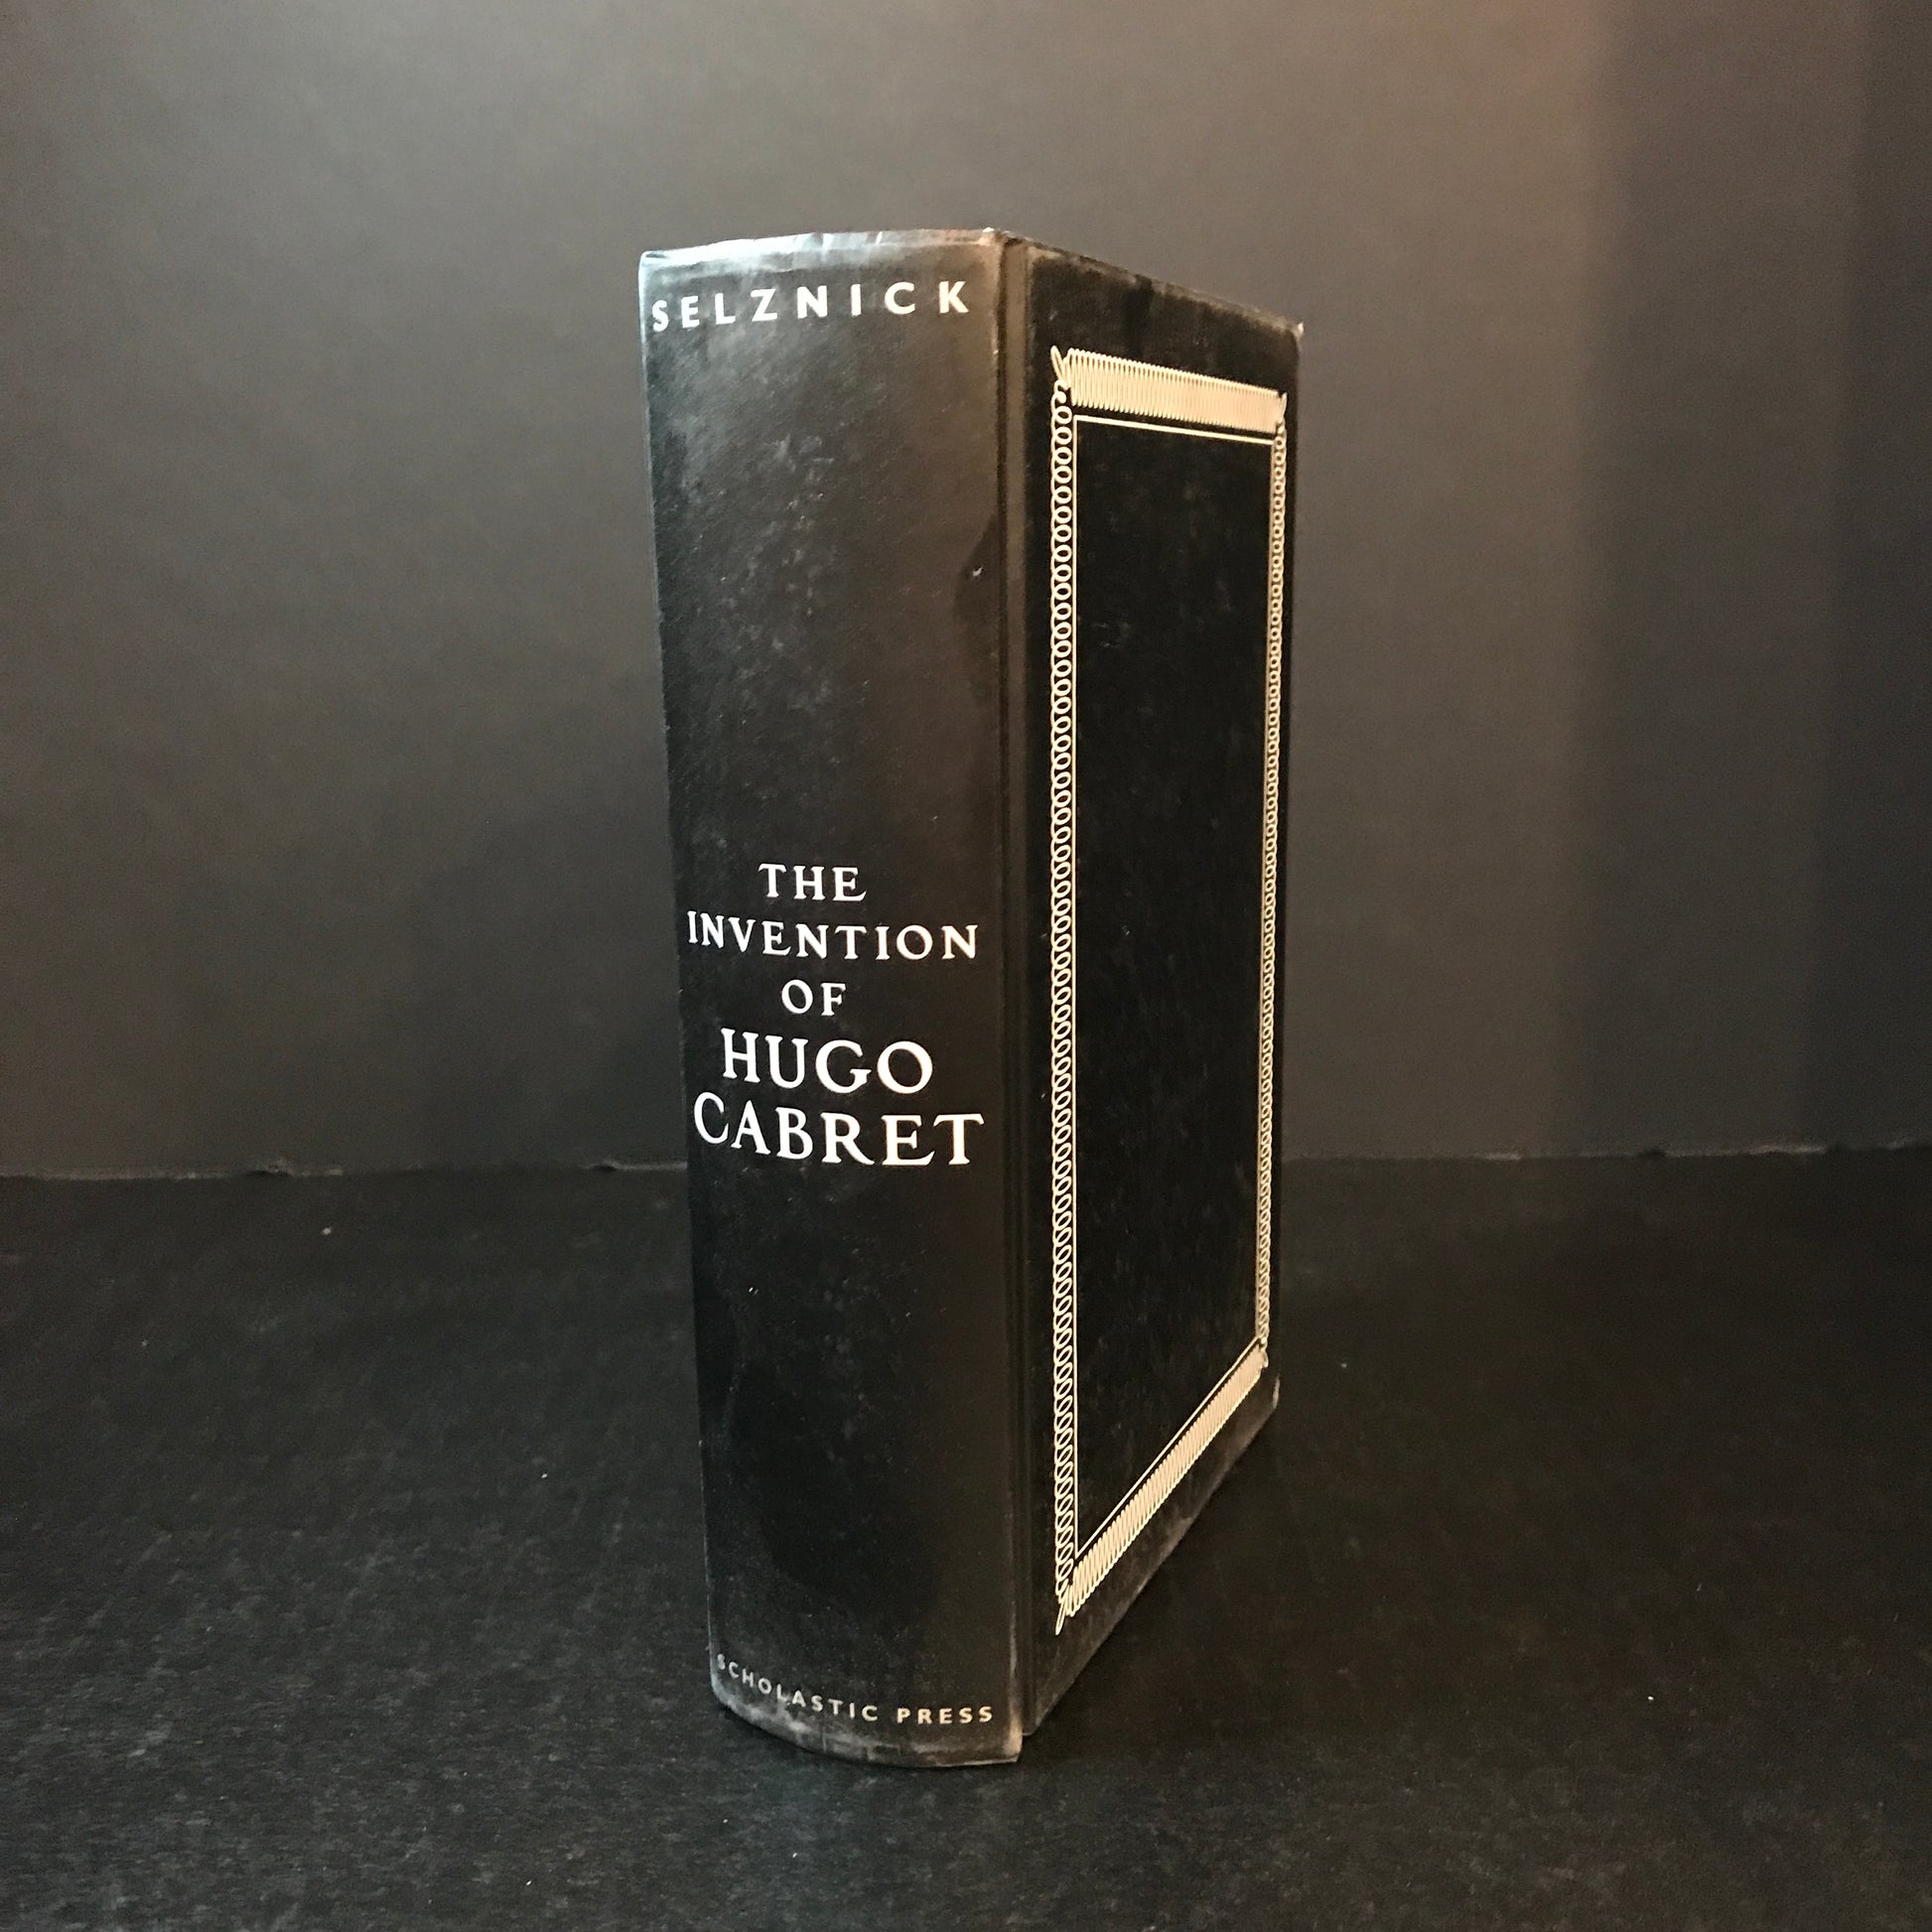 SELZNICK
THE
INVENTION
OF
HUGO
CABRET
SCHOLASTIC PRESS